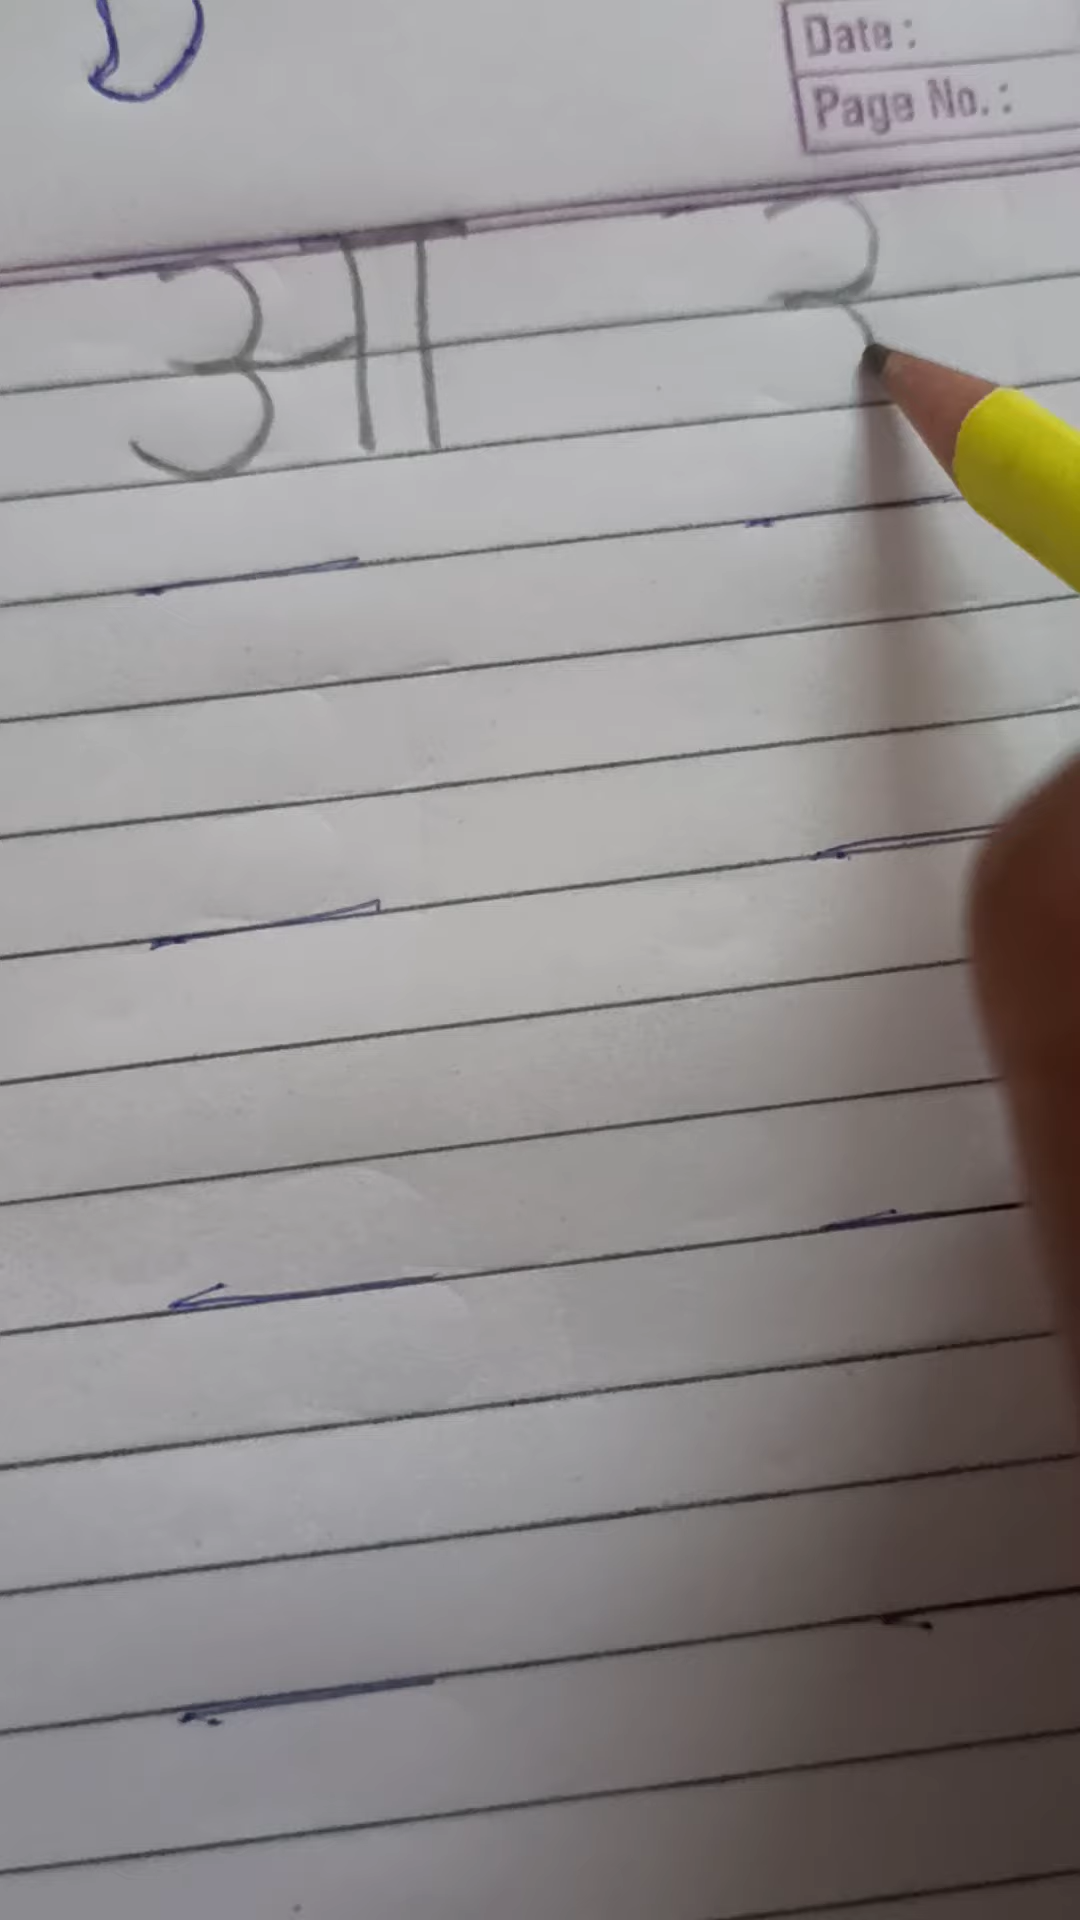 Date :
Page No. :
आ